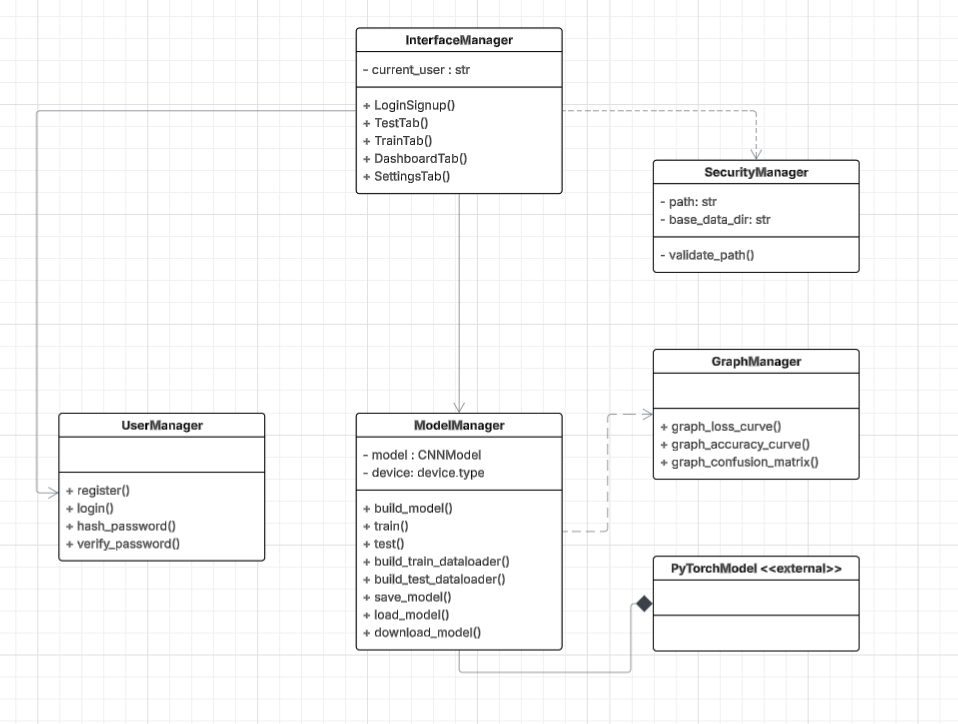 InterfaceManager
- current_user : str
+ LoginSignup()
+ TestTab()
+ TrainTab()
+ DashboardTab()
+ SettingsTab()
SecurityManager
- path: str
- base_data_dir: str
- validate_path()
GraphManager
+ graph_loss_curve()
+ graph_accuracy_curve()
+ graph_confusion_matrix()
UserManager
+ register()
+ login()
+ hash_password()
+ verify_password()
ModelManager
- model : CNNModel
- device: device.type
+ build_model()
+ train()
+ test()
+ build_train_dataloader()
+ build_test_dataloader()
+ save_model()
+ load_model()
+ download_model()
PyTorchModel <<external>>